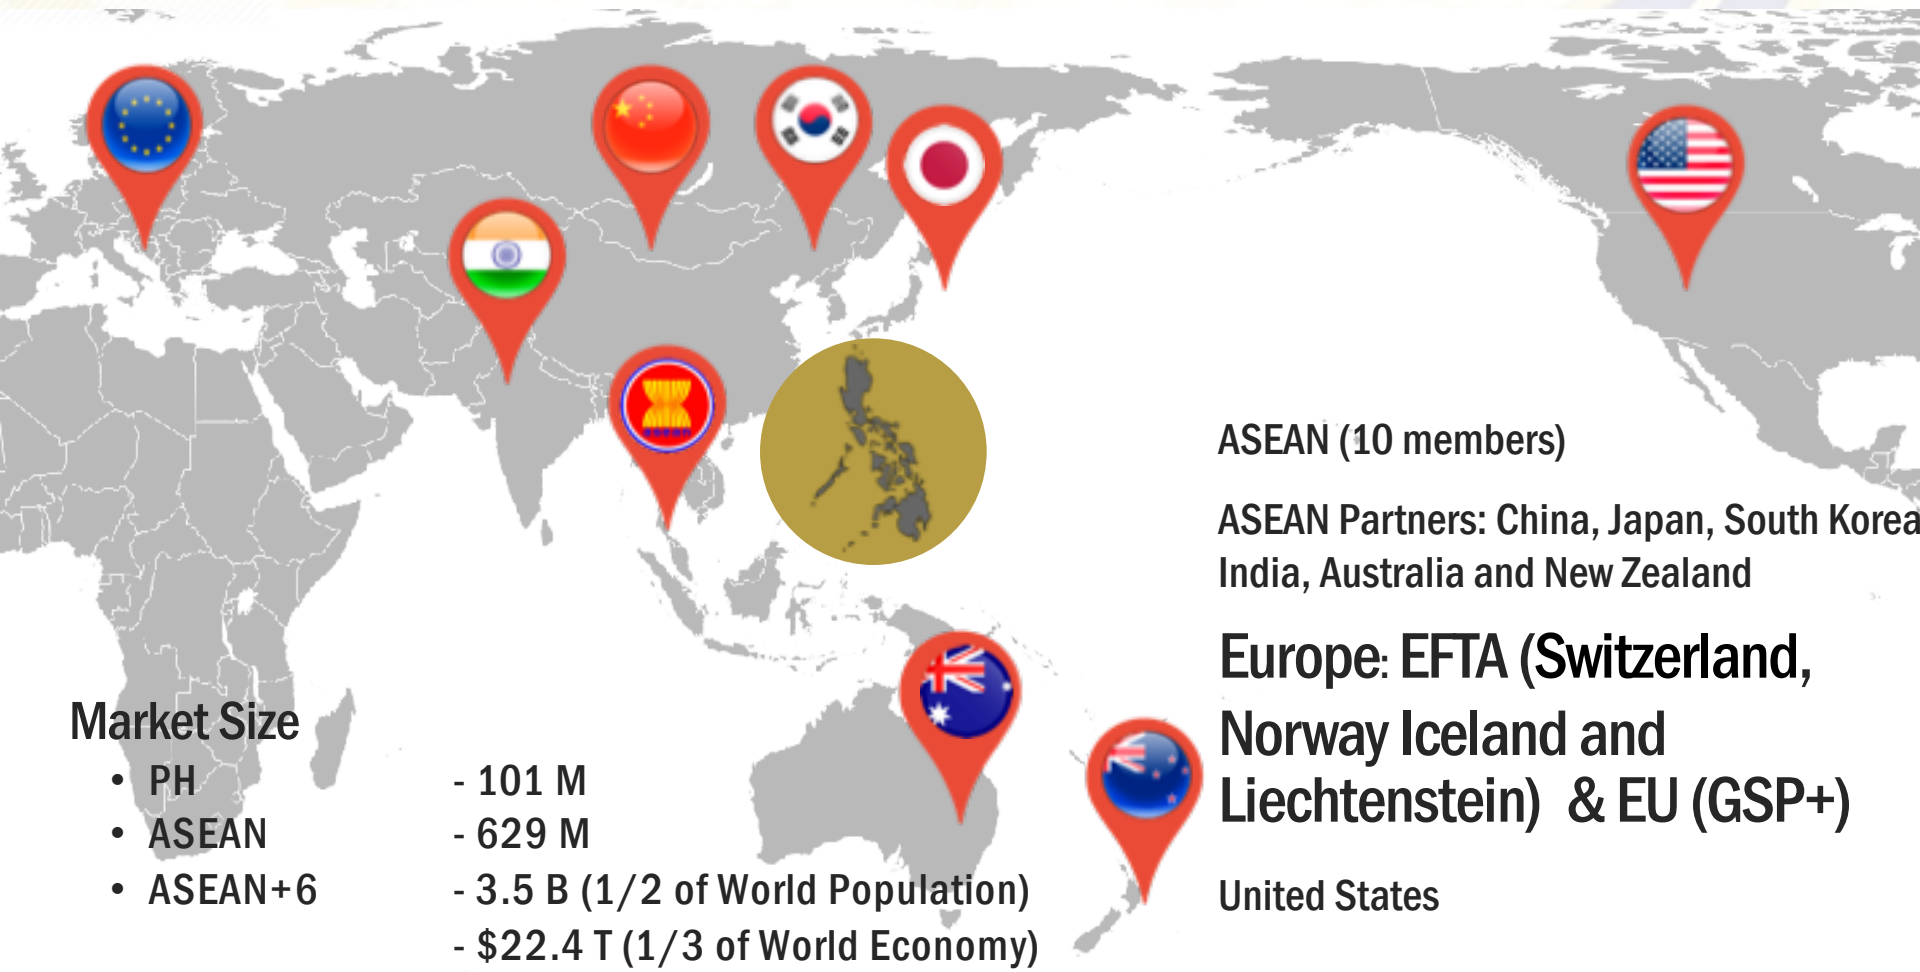 ASEAN (10 members)
ASEAN Partners: China, Japan, South Korea
India, Australia and New Zealand
Europe: EFTA (Switzerland,
Norway Iceland and
Liechtenstein) & EU (GSP+)
United States
Market Size
• PH - 101 M
• ASEAN - 629 M
• ASEAN+6 - 3.5 B (1/2 of World Population)
- $22.4 T (1/3 of World Economy)